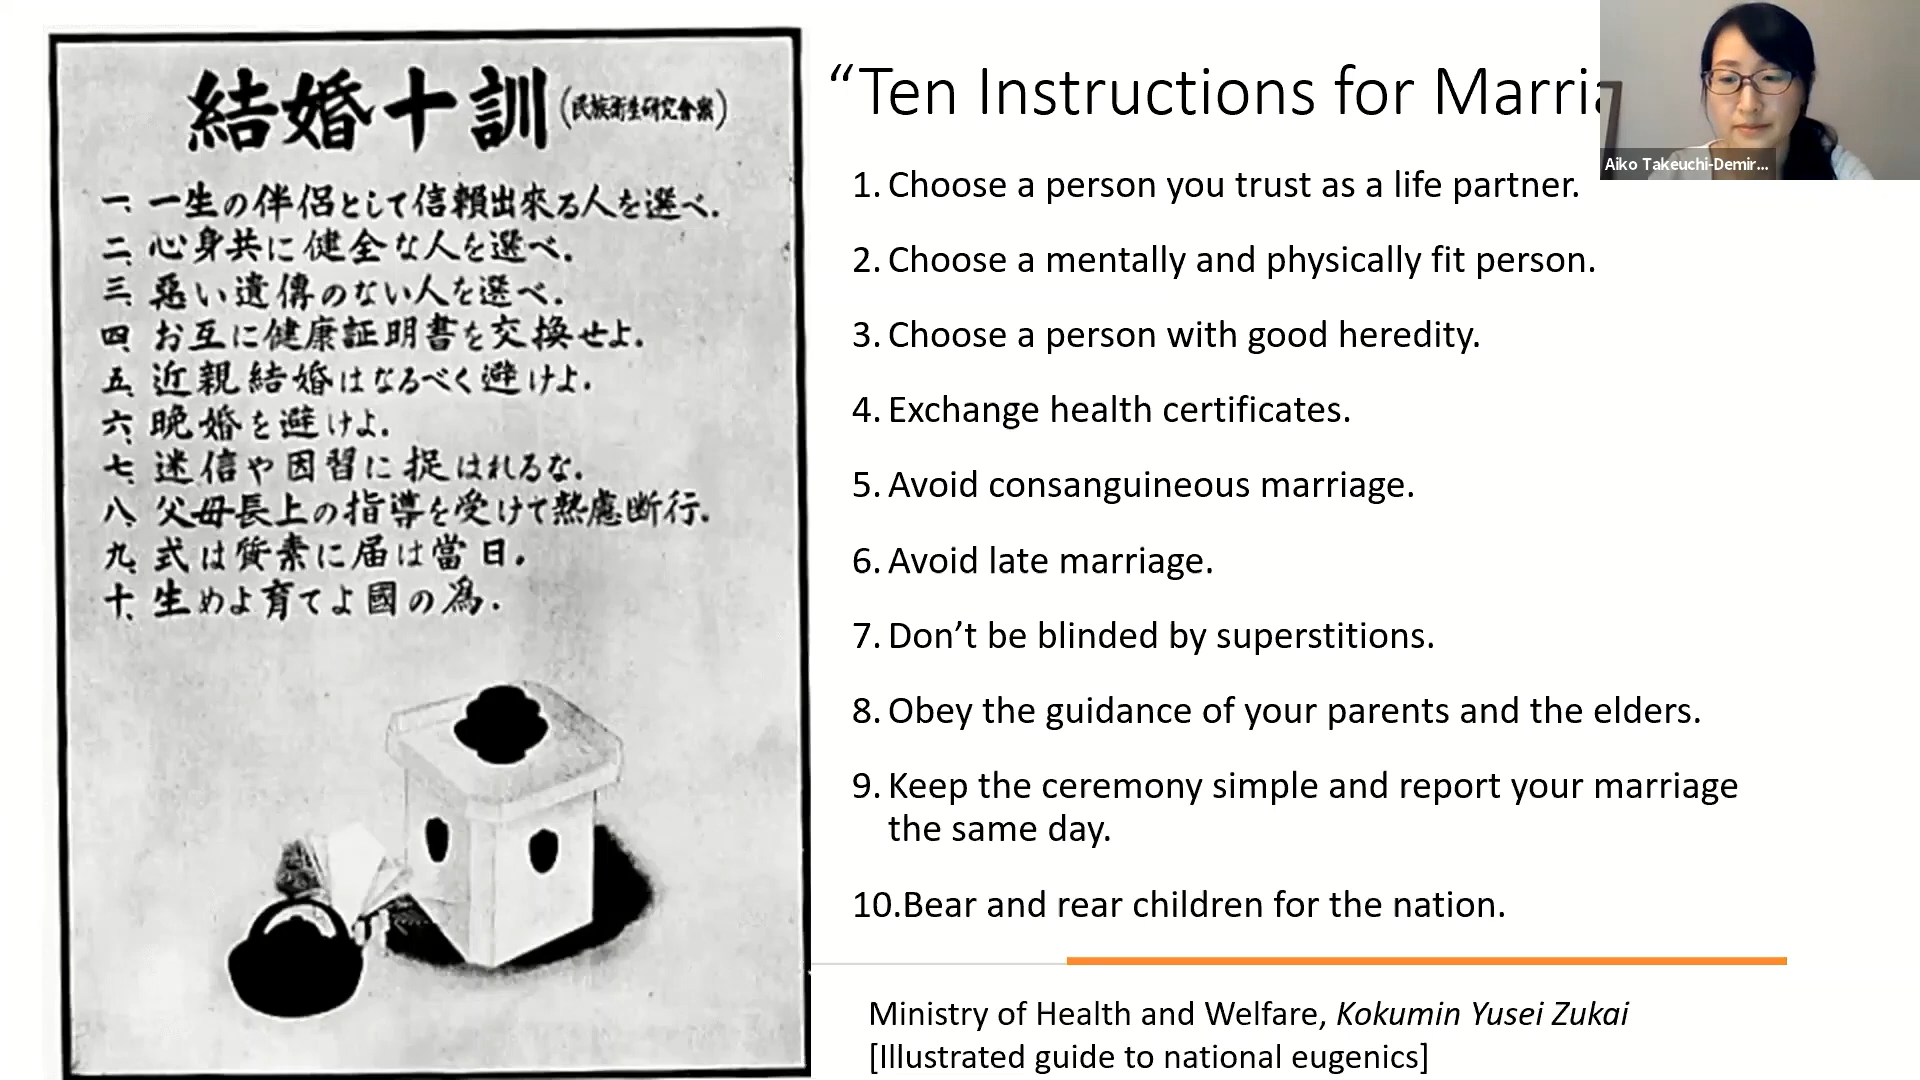 結婚十訓(民族衛生研究會案)
一、一生の伴侶として信頼出來る人を選べ.
二、心身共に健全な人を選べ.
三、惡い遺傳のない人を選べ.
四、お互に健康証明書を交換せよ.
五、近親結婚はなるべく避けよ.
六、晩婚を避けよ.
七、迷信や因習に捉はれるな.
八、父母長上の指導を受けて熟慮断行.
九、式は質素に届は當日.
十、生めよ育てよ國の爲.
“Ten Instructions for Marria
1. Choose a person you trust as a life partner.
2. Choose a mentally and physically fit person.
3. Choose a person with good heredity.
4. Exchange health certificates.
5. Avoid consanguineous marriage.
6. Avoid late marriage.
7. Don’t be blinded by superstitions.
8. Obey the guidance of your parents and the elders.
9. Keep the ceremony simple and report your marriage
the same day.
10.Bear and rear children for the nation.
Ministry of Health and Welfare, Kokumin Yusei Zukai
[Illustrated guide to national eugenics]
Aiko Takeuchi-Demir...